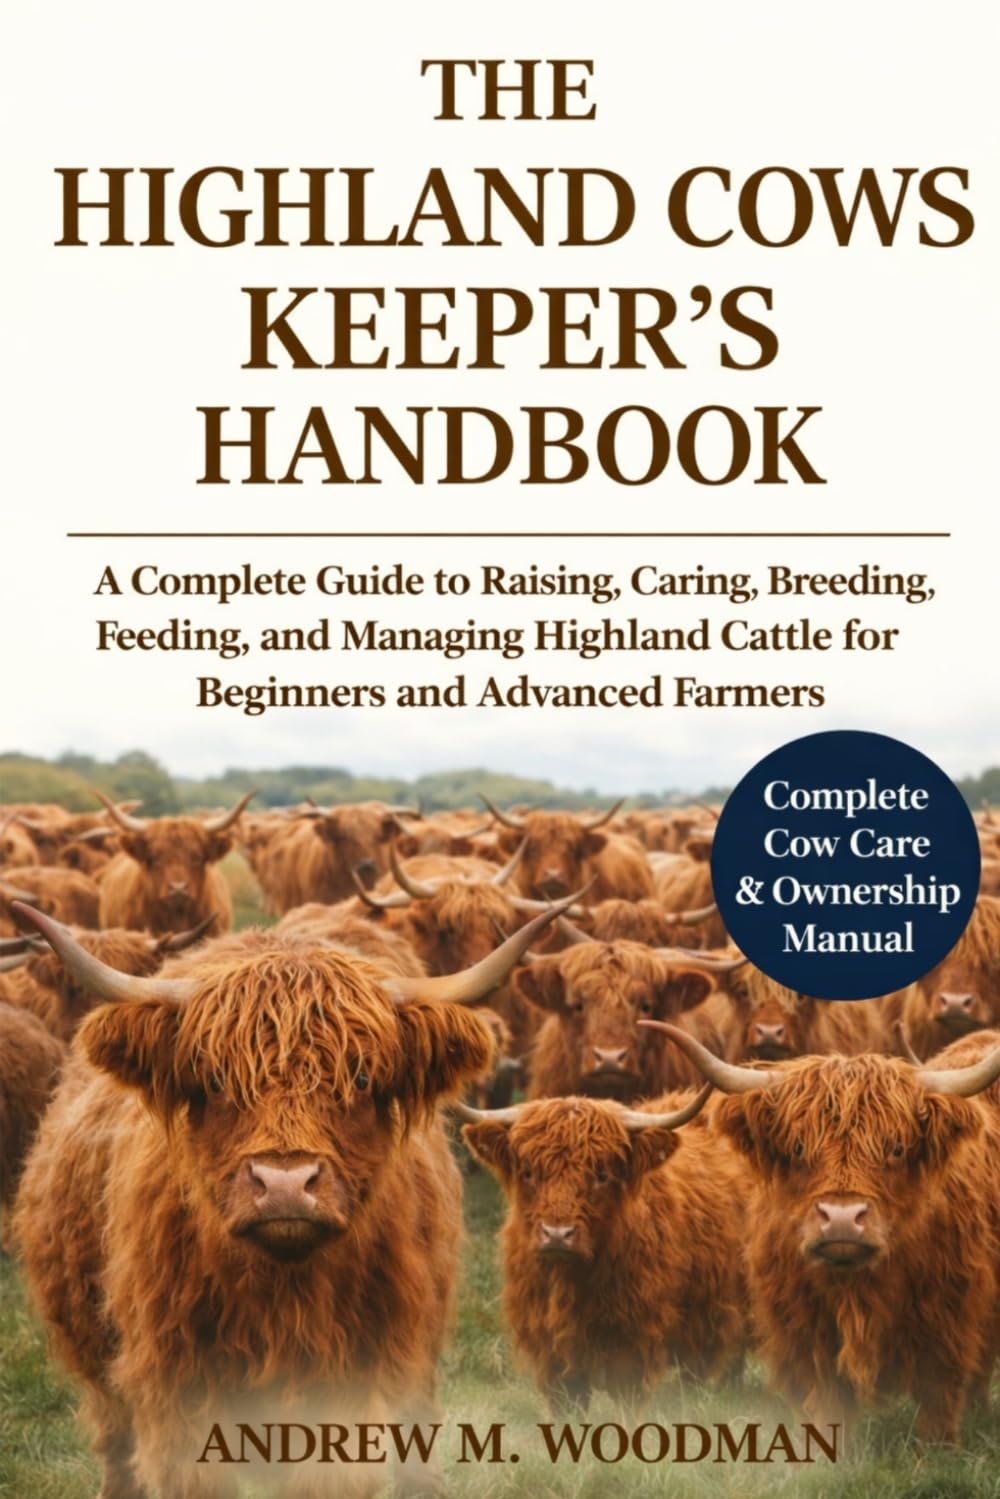 THE
HIGHLAND COWS
KEEPER’S
HANDBOOK
A Complete Guide to Raising, Caring, Breeding,
Feeding, and Managing Highland Cattle for
Beginners and Advanced Farmers
Complete
Cow Care
& Ownership
Manual
ANDREW M. WOODMAN